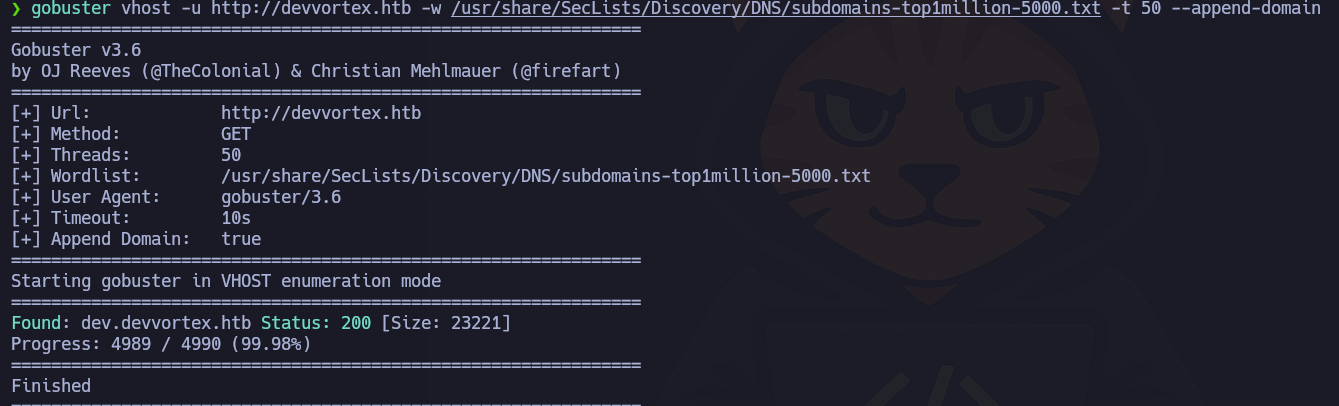 ❯ gobuster vhost -u http://devvortex.htb -w /usr/share/SecLists/Discovery/DNS/subdomains-top1million-5000.txt -t 50 --append-domain
===============================================================
Gobuster v3.6
by OJ Reeves (@TheColonial) & Christian Mehlmauer (@firefart)
===============================================================
[+] Url:             http://devvortex.htb
[+] Method:          GET
[+] Threads:         50
[+] Wordlist:        /usr/share/SecLists/Discovery/DNS/subdomains-top1million-5000.txt
[+] User Agent:      gobuster/3.6
[+] Timeout:         10s
[+] Append Domain:   true
===============================================================
Starting gobuster in VHOST enumeration mode
===============================================================
Found: dev.devvortex.htb Status: 200 [Size: 23221]
Progress: 4989 / 4990 (99.98%)
===============================================================
Finished
===============================================================